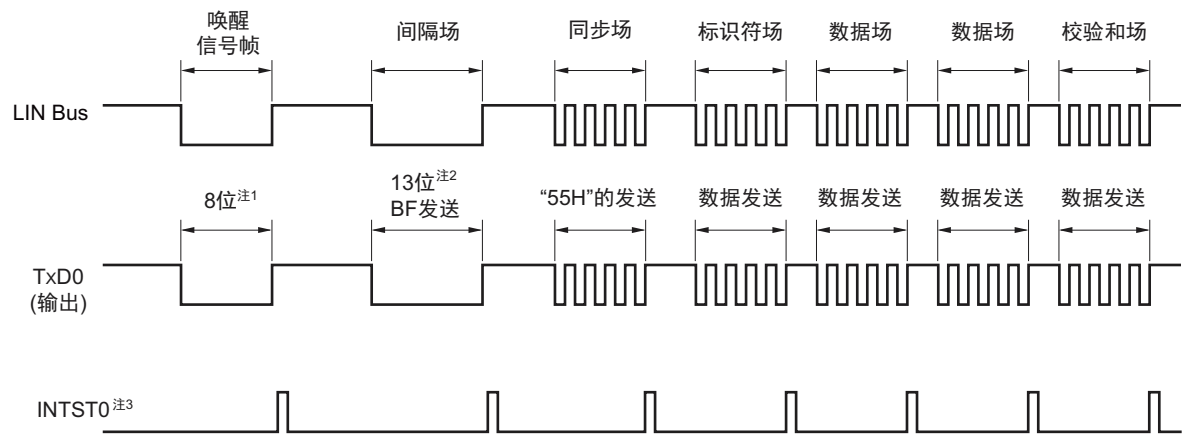 唤醒
信号帧
间隔场
同步场
标识符场
数据场
数据场
校验和场
LIN Bus
8位注1
13位注2
BF发送
“55H”的发送
数据发送
数据发送
数据发送
数据发送
TxD0
(输出)
INTST0注3